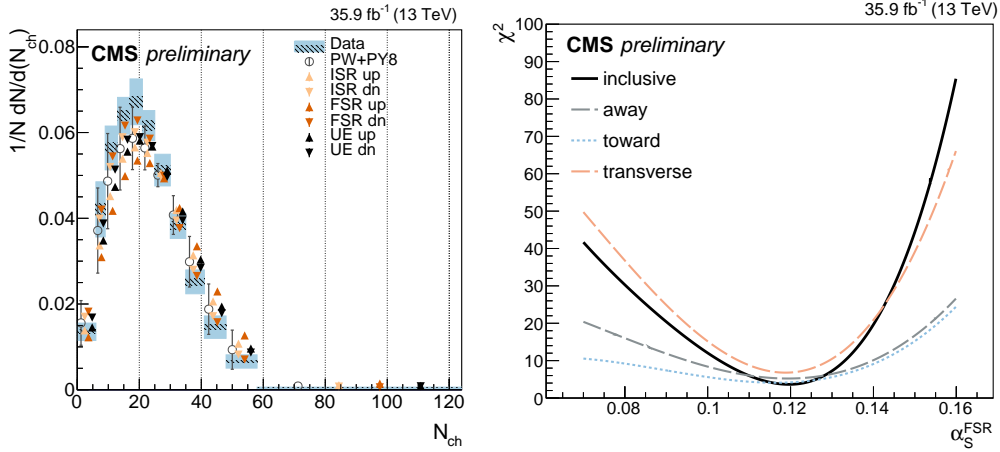 35.9 fb⁻¹ (13 TeV)
1/N dN/d(N_ch)
0.08
0.06
0.04
0.02
0
CMS preliminary
Data
PW+PY8
ISR up
ISR dn
FSR up
FSR dn
UE up
UE dn
0 20 40 60 80 100 120
N_ch
35.9 fb⁻¹ (13 TeV)
χ²
100
90
80
70
60
50
40
30
20
10
0
CMS preliminary
inclusive
away
toward
transverse
0.08 0.1 0.12 0.14 0.16
α_S^FSR